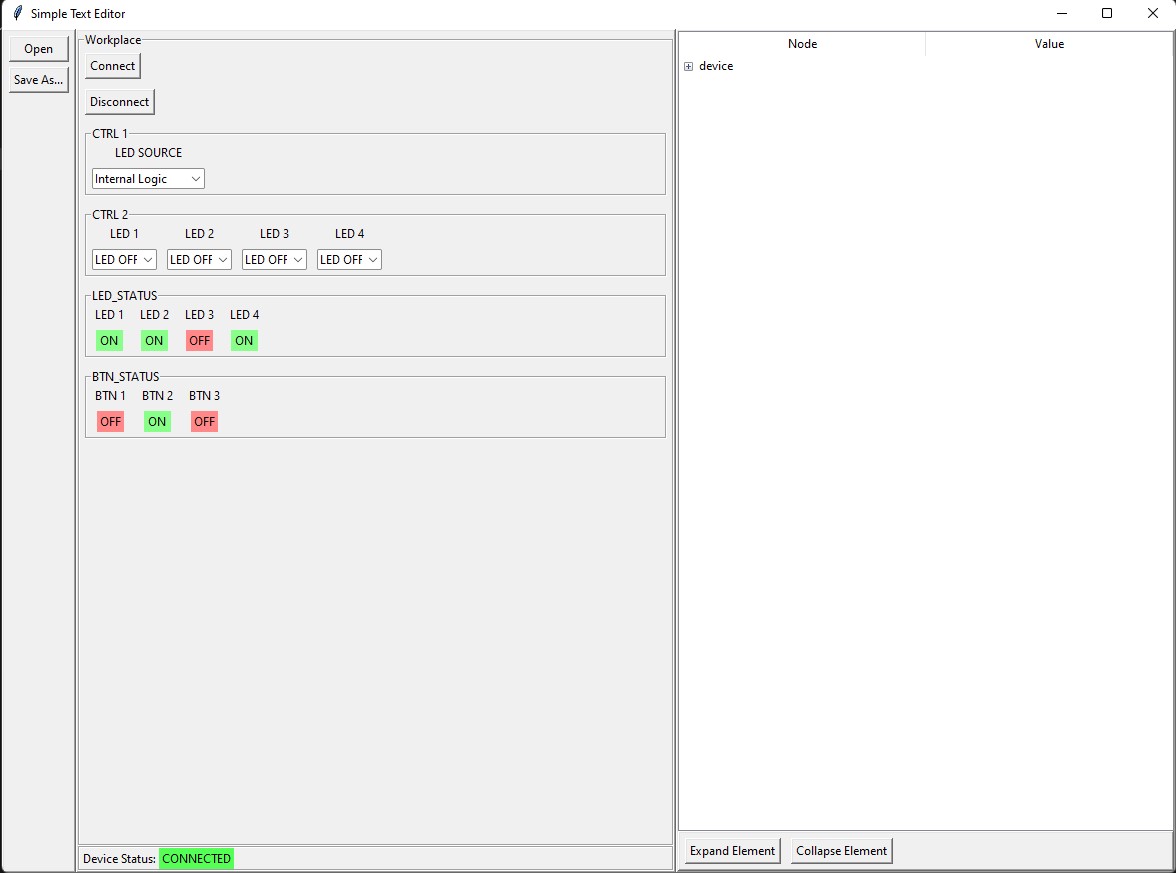 Simple Text Editor
Open
Save As...
Workplace
Connect
Disconnect
CTRL 1
LED SOURCE
Internal Logic
CTRL 2
LED 1 LED 2 LED 3 LED 4
LED OFF LED OFF LED OFF LED OFF
LED_STATUS
LED 1 LED 2 LED 3 LED 4
ON ON OFF ON
BTN_STATUS
BTN 1 BTN 2 BTN 3
OFF ON OFF
Device Status: CONNECTED
Node Value
device
Expand Element Collapse Element